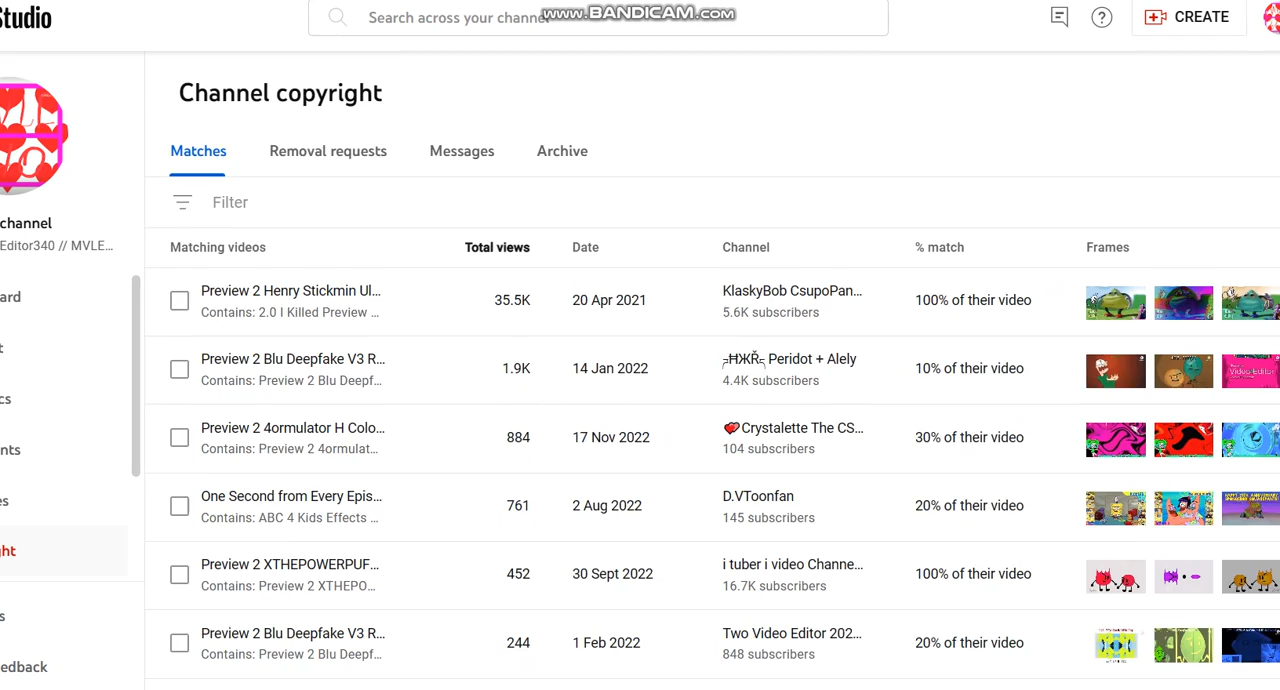 Studio
Search across your channel
www.BANDICAM.com
CREATE
Channel copyright
Matches
Removal requests
Messages
Archive
Filter
channel
Editor340 // MVLE...
ard
t
cs
nts
es
ght
s
edback
Matching videos
Total views
Date
Channel
% match
Frames
Preview 2 Henry Stickmin Ul...
Contains: 2.0 I Killed Preview ...
35.5K
20 Apr 2021
KlaskyBob CsupoPan...
5.6K subscribers
100% of their video
Preview 2 Blu Deepfake V3 R...
Contains: Preview 2 Blu Deepf...
1.9K
14 Jan 2022
Peridot + Alely
4.4K subscribers
10% of their video
Preview 2 4ormulator H Colo...
Contains: Preview 2 4ormulat...
884
17 Nov 2022
Crystalette The CS...
104 subscribers
30% of their video
One Second from Every Epis...
Contains: ABC 4 Kids Effects ...
761
2 Aug 2022
D.VToonfan
145 subscribers
20% of their video
Preview 2 XTHEPOWERPUF...
Contains: Preview 2 XTHEPO...
452
30 Sept 2022
i tuber i video Channe...
16.7K subscribers
100% of their video
Preview 2 Blu Deepfake V3 R...
Contains: Preview 2 Blu Deepf...
244
1 Feb 2022
Two Video Editor 202...
848 subscribers
20% of their video